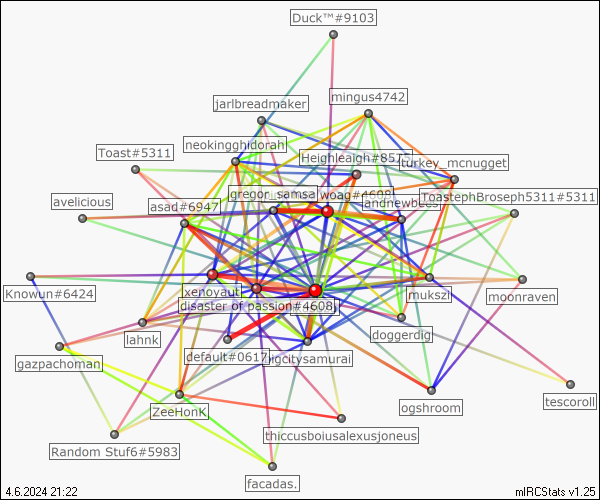 Duck™#9103
mingus4742
jarlbreadmaker
neokingghidorah
Toast#5311
Heighleaigh#85
turkey_mcnugget
gregor_samsa
woag#4608
andnewbees
ToastephBroseph5311#5311
avelicious
asad#6947
xenovaut
Knowun#6424
mukszi
moonraven
disaster of passion#4608
doggerdig
lahnk
default#0617
bigcitysamurai
gazpachoman
tescoroll
ZeeHonK
ogshroom
thiccusboiusalexusjoneus
Random Stuf6#5983
facadas.
4.6.2024 21:22
mIRCStats v1.25